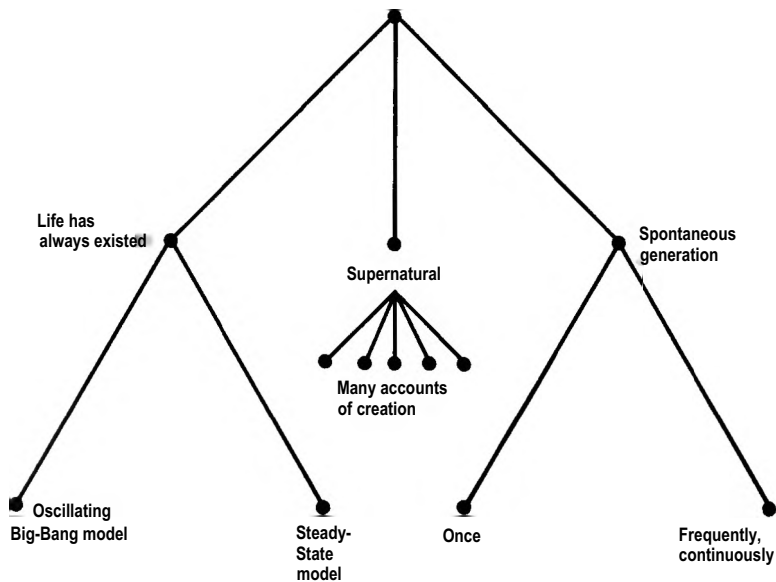 Life has
always existed
Spontaneous
generation
Supernatural
Many accounts
of creation
Oscillating
Big-Bang model
Steady-
State
model
Once
Frequently,
continuously